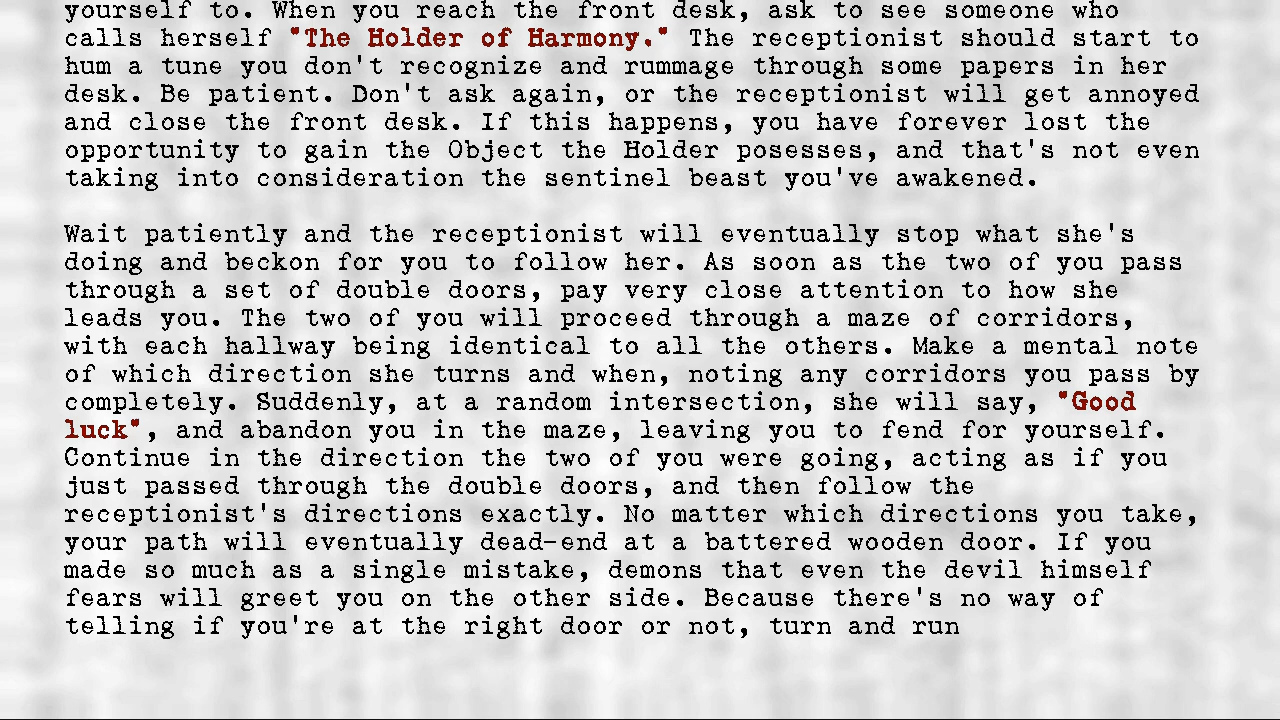 yourself to. When you reach the front desk, ask to see someone who
calls herself "The Holder of Harmony." The receptionist should start to
hum a tune you don't recognize and rummage through some papers in her
desk. Be patient. Don't ask again, or the receptionist will get annoyed
and close the front desk. If this happens, you have forever lost the
opportunity to gain the Object the Holder posesses, and that's not even
taking into consideration the sentinel beast you've awakened.
Wait patiently and the receptionist will eventually stop what she's
doing and beckon for you to follow her. As soon as the two of you pass
through a set of double doors, pay very close attention to how she
leads you. The two of you will proceed through a maze of corridors,
with each hallway being identical to all the others. Make a mental note
of which direction she turns and when, noting any corridors you pass by
completely. Suddenly, at a random intersection, she will say, "Good
luck", and abandon you in the maze, leaving you to fend for yourself.
Continue in the direction the two of you were going, acting as if you
just passed through the double doors, and then follow the
receptionist's directions exactly. No matter which directions you take,
your path will eventually dead-end at a battered wooden door. If you
made so much as a single mistake, demons that even the devil himself
fears will greet you on the other side. Because there's no way of
telling if you're at the right door or not, turn and run